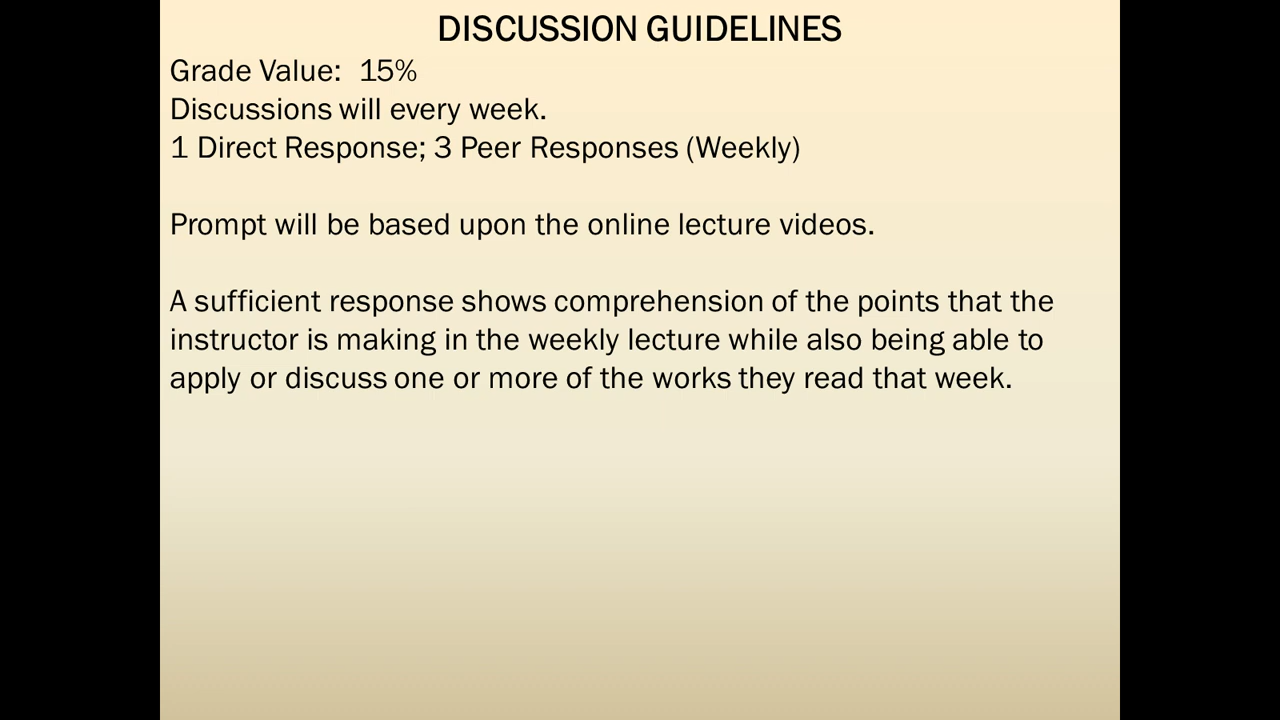 DISCUSSION GUIDELINES
Grade Value:  15%
Discussions will every week.
1 Direct Response; 3 Peer Responses (Weekly)
Prompt will be based upon the online lecture videos.
A sufficient response shows comprehension of the points that the
instructor is making in the weekly lecture while also being able to
apply or discuss one or more of the works they read that week.